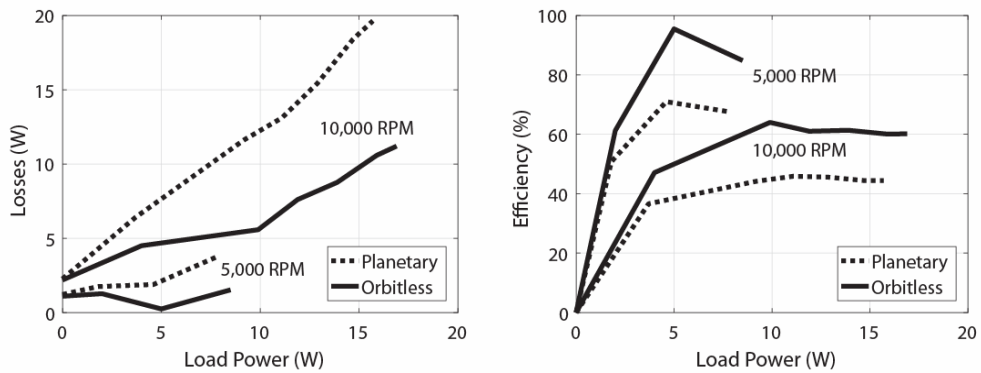 20
15
10
5
0
Losses (W)
10,000 RPM
5,000 RPM
Planetary
Orbitless
0 5 10 15 20
Load Power (W)
100
80
60
40
20
0
Efficiency (%)
5,000 RPM
10,000 RPM
Planetary
Orbitless
0 5 10 15 20
Load Power (W)